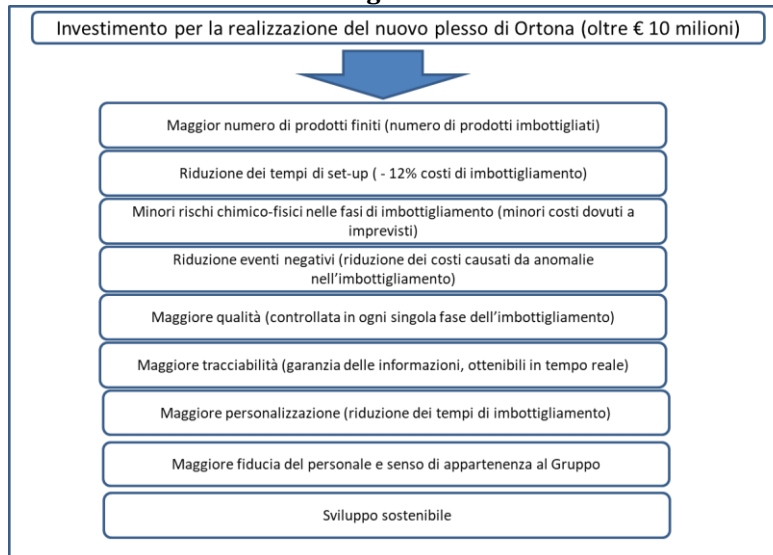 Investimento per la realizzazione del nuovo plesso di Ortona (oltre € 10 milioni)
Maggior numero di prodotti finiti (numero di prodotti imbottigliati)
Riduzione dei tempi di set-up ( - 12% costi di imbottigliamento)
Minori rischi chimico-fisici nelle fasi di imbottigliamento (minori costi dovuti a
imprevisti)
Riduzione eventi negativi (riduzione dei costi causati da anomalie
nell'imbottigliamento)
Maggiore qualità (controllata in ogni singola fase dell'imbottigliamento)
Maggiore tracciabilità (garanzia delle informazioni, ottenibili in tempo reale)
Maggiore personalizzazione (riduzione dei tempi di imbottigliamento)
Maggiore fiducia del personale e senso di appartenenza al Gruppo
Sviluppo sostenibile